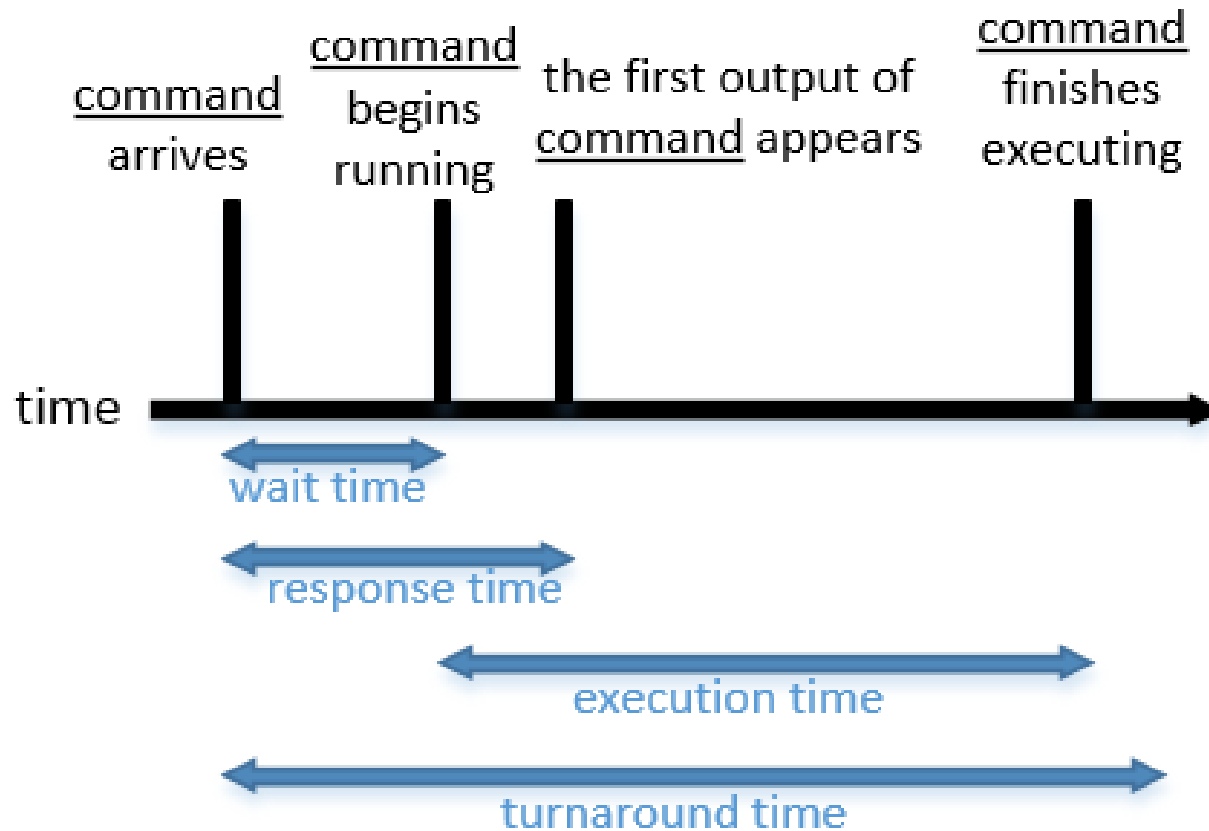 command
arrives
command
begins
running
the first output of
command appears
command
finishes
executing
time
wait time
response time
execution time
turnaround time